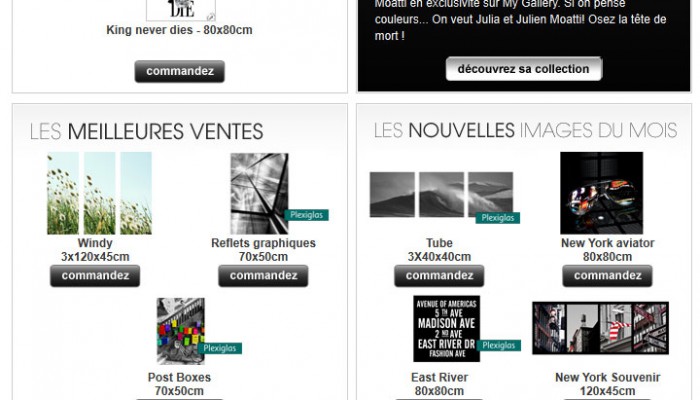 DIE
King never dies - 80x80cm
commandez
Moatti en exclusivité sur My Gallery. Si on pense
couleurs... On veut Julia et Julien Moatti! Osez la tête de
mort !
découvrez sa collection
LES MEILLEURES VENTES
Plexiglas
Windy
3x120x45cm
commandez
Reflets graphiques
70x50cm
commandez
Plexiglas
Post Boxes
70x50cm
LES NOUVELLES IMAGES DU MOIS
Plexiglas
Tube
3X40x40cm
commandez
New York aviator
80x80cm
commandez
AVENUE OF AMERICAS
5 TH AVE
MADISON AVE
2 ND AVE
EAST RIVER DR
FASHION AVE
Plexiglas
East River
80x80cm
New York Souvenir
120x45cm